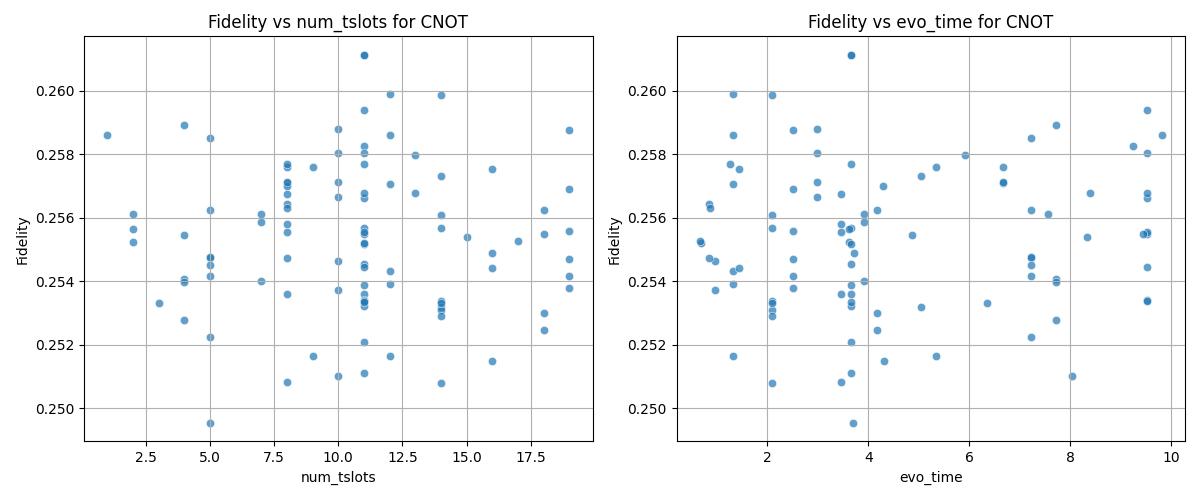 Fidelity vs num_tslots for CNOT
Fidelity
0.260
0.258
0.256
0.254
0.252
0.250
2.5 5.0 7.5 10.0 12.5 15.0 17.5
num_tslots
Fidelity vs evo_time for CNOT
Fidelity
0.260
0.258
0.256
0.254
0.252
0.250
2 4 6 8 10
evo_time